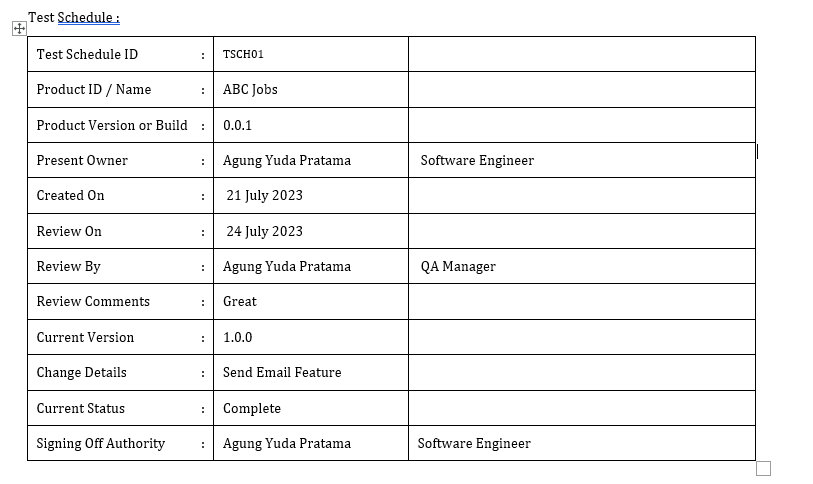 Test Schedule :
Test Schedule ID : TSCH01
Product ID / Name : ABC Jobs
Product Version or Build : 0.0.1
Present Owner : Agung Yuda Pratama Software Engineer
Created On : 21 July 2023
Review On : 24 July 2023
Review By : Agung Yuda Pratama QA Manager
Review Comments : Great
Current Version : 1.0.0
Change Details : Send Email Feature
Current Status : Complete
Signing Off Authority : Agung Yuda Pratama Software Engineer